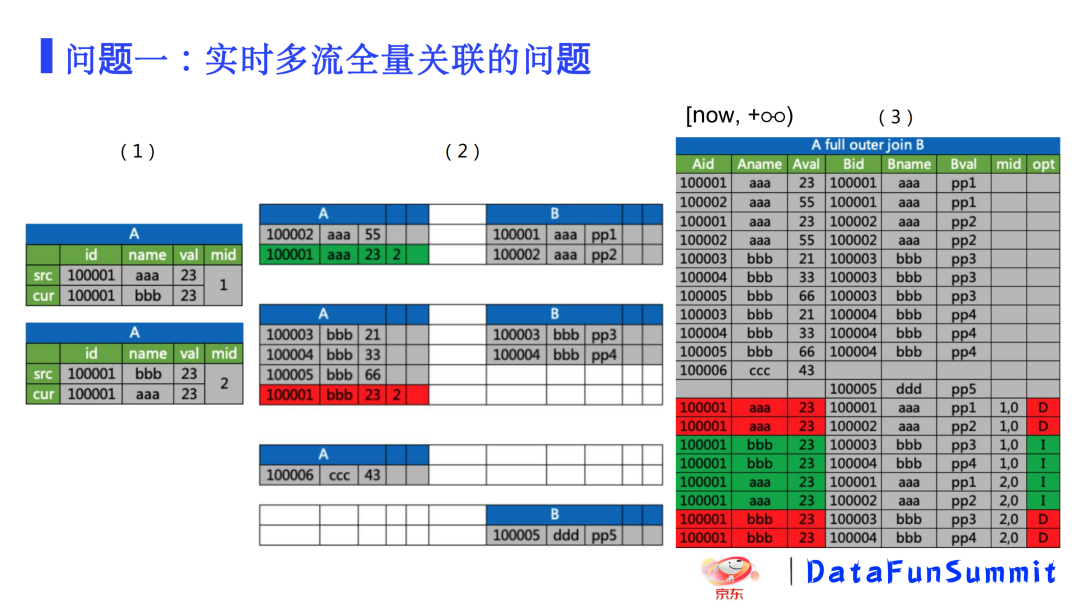 问题一：实时多流全量关联的问题
（1）
A
id name val mid
src 100001 aaa 23 1
cur 100001 bbb 23
A
id name val mid
src 100001 bbb 23 2
cur 100001 aaa 23
（2）
A B
100002 aaa 55 100001 aaa pp1
100001 aaa 23 2 100002 aaa pp2
A B
100003 bbb 21 100003 bbb pp3
100004 bbb 33 100004 bbb pp4
100005 bbb 66
100001 bbb 23 2
A
100006 ccc 43
B
100005 ddd pp5
[now, +∞) （3）
A full outer join B
Aid Aname Aval Bid Bname Bval mid opt
100001 aaa 23 100001 aaa pp1
100002 aaa 55 100001 aaa pp1
100001 aaa 23 100002 aaa pp2
100002 aaa 55 100002 aaa pp2
100003 bbb 21 100003 bbb pp3
100004 bbb 33 100003 bbb pp3
100005 bbb 66 100003 bbb pp3
100003 bbb 21 100004 bbb pp4
100004 bbb 33 100004 bbb pp4
100005 bbb 66 100004 bbb pp4
100006 ccc 43
100005 ddd pp5
100001 aaa 23 100001 aaa pp1 1,0 D
100001 aaa 23 100002 aaa pp2 1,0 D
100001 bbb 23 100003 bbb pp3 1,0 I
100001 bbb 23 100004 bbb pp4 1,0 I
100001 aaa 23 100001 aaa pp1 2,0 I
100001 aaa 23 100002 aaa pp2 2,0 I
100001 bbb 23 100003 bbb pp3 2,0 D
100001 bbb 23 100004 bbb pp4 2,0 D
京东
DataFunSummit